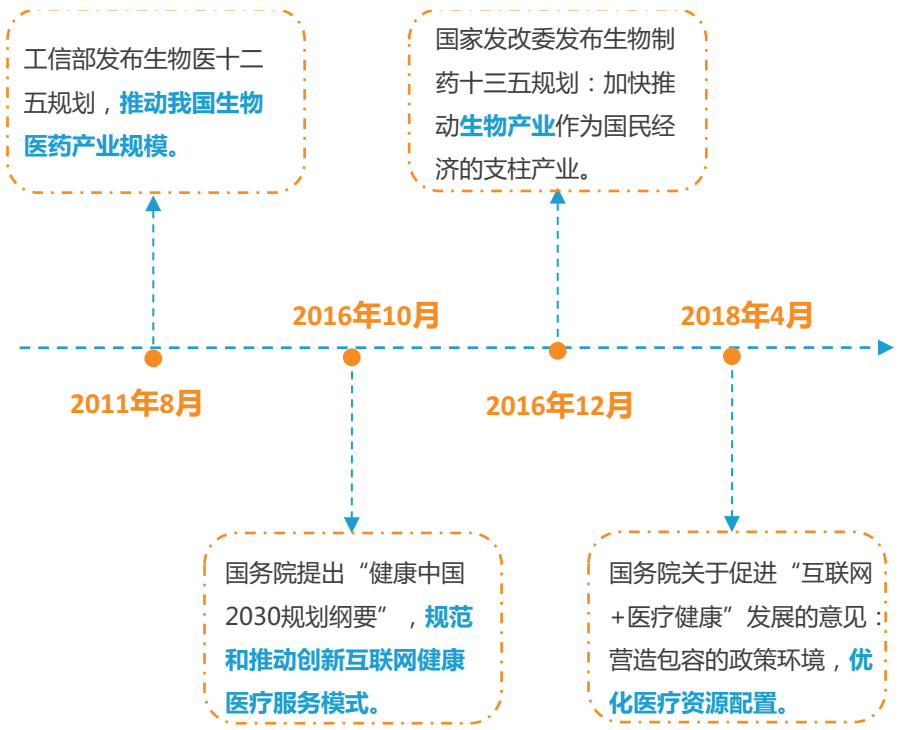 工信部发布生物医十二
五规划，推动我国生物
医药产业规模。
国家发改委发布生物制
药十三五规划：加快推
动生物产业作为国民经
济的支柱产业。
2016年10月
2018年4月
2011年8月
2016年12月
国务院提出“健康中国
2030规划纲要”，规范
和推动创新互联网健康
医疗服务模式。
国务院关于促进“互联网
+医疗健康”发展的意见：
营造包容的政策环境，优
化医疗资源配置。